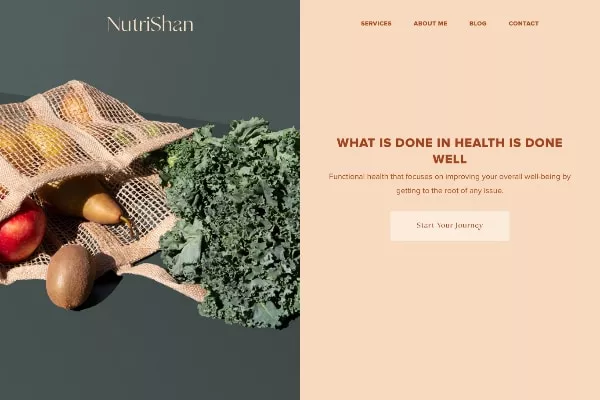 NutriShan
SERVICES ABOUT ME BLOG CONTACT
WHAT IS DONE IN HEALTH IS DONE
WELL
Functional health that focuses on improving your overall well-being by
getting to the root of any issue.
Start Your Journey